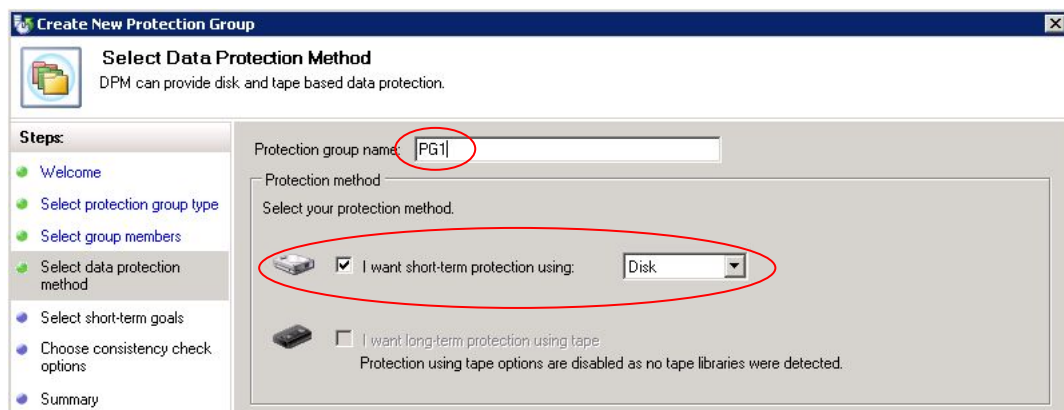 Create New Protection Group
Select Data Protection Method
DPM can provide disk and tape based data protection.
Steps:
Welcome
Select protection group type
Select group members
Select data protection
method
Select short-term goals
Choose consistency check
options
Summary
Protection group name: PG1
Protection method
Select your protection method.
I want short-term protection using: Disk
I want long-term protection using tape
Protection using tape options are disabled as no tape libraries were detected.